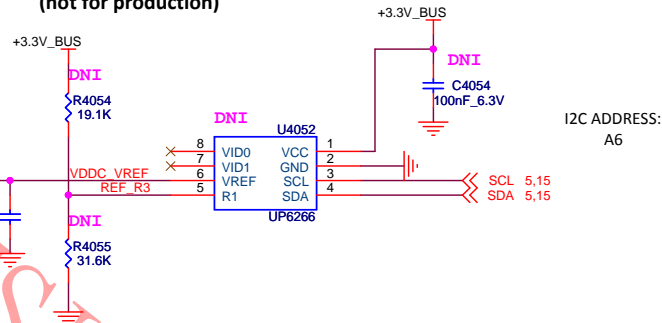 (not for production)
+3.3V_BUS
+3.3V_BUS
DNI
R4054
19.1K
DNI
C4054
100nF_6.3V
I2C ADDRESS:
A6
DNI
U4052
8 VID0 VCC 1
7 VID1 GND 2
VDDC_VREF 6 VREF SCL 3 SCL 5,15
REF_R3 5 R1 SDA 4 SDA 5,15
UP6266
DNI
R4055
31.6K